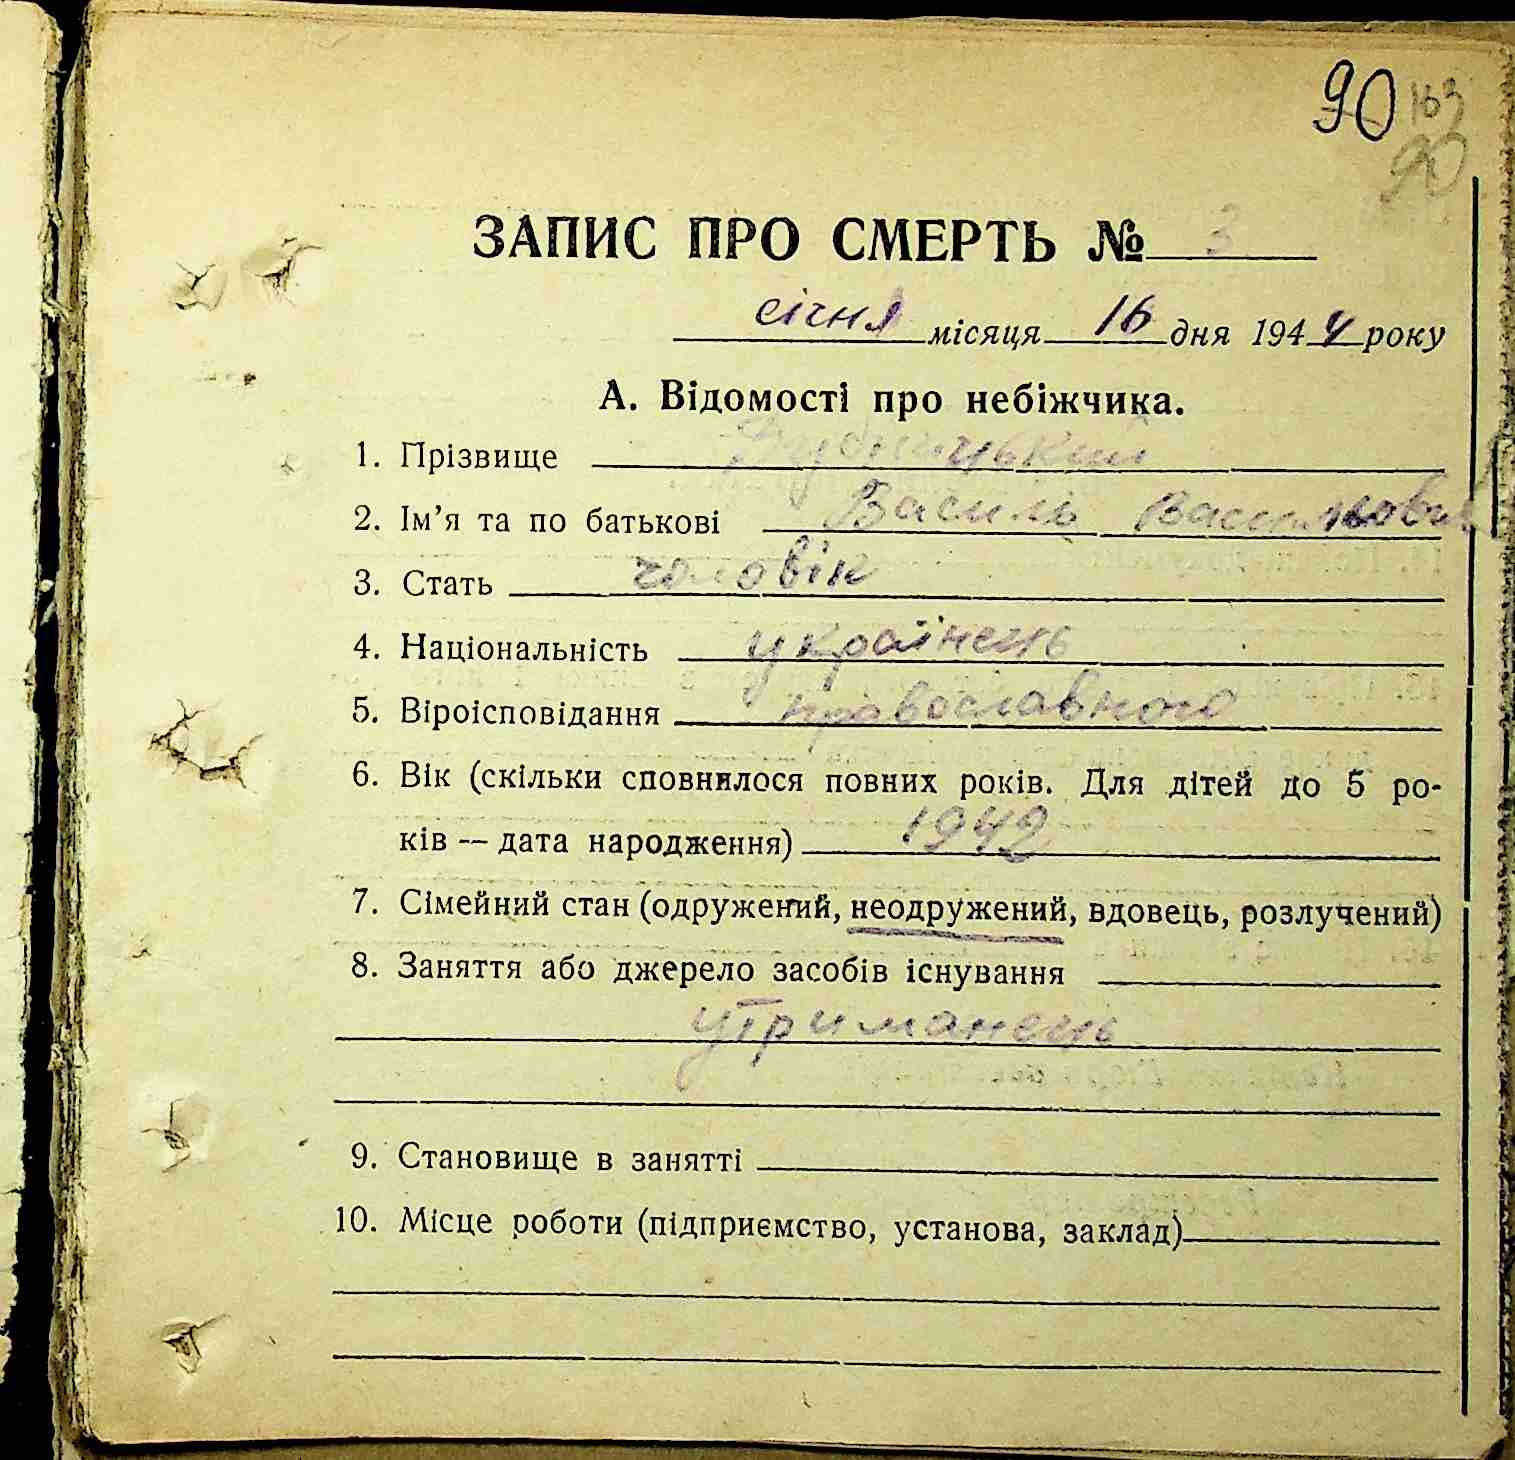 90 169
90
ЗАПИС ПРО СМЕРТЬ № 3
січня місяця 16 дня 1944 року
А. Відомості про небіжчика.
1. Прізвище
2. Ім'я та по батькові Василь Васильович
3. Стать чоловік
4. Національність українець
5. Віроісповідання православного
6. Вік (скільки сповнилося повних років. Для дітей до 5 ро-
ків — дата народження) 1942
7. Сімейний стан (одружений, неодружений, вдовець, розлучений)
8. Заняття або джерело засобів існування
утриманець
9. Становище в занятті
10. Місце роботи (підприємство, установа, заклад)